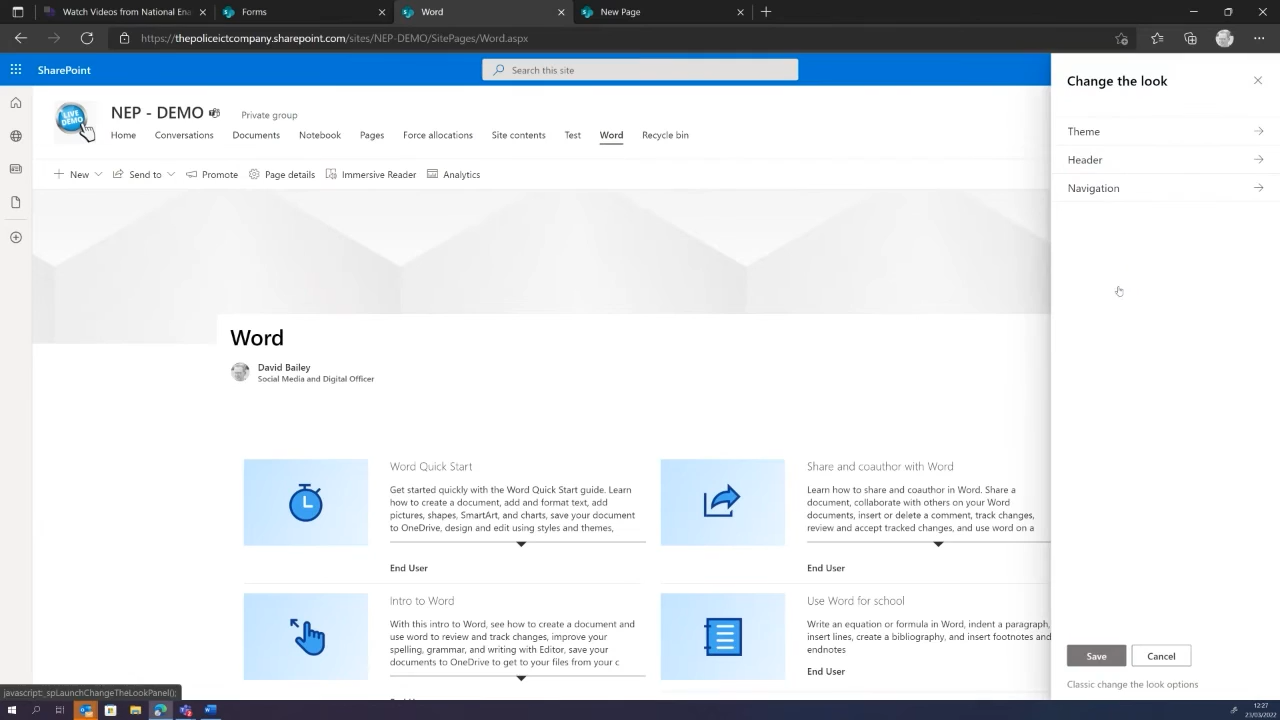 Watch Videos from National Ena
Forms
Word
New Page
https://thepoliceictcompany.sharepoint.com/sites/NEP-DEMO/SitePages/Word.aspx
SharePoint
Search this site
Change the look
LIVE DEMO
NEP - DEMO
Private group
Home
Conversations
Documents
Notebook
Pages
Force allocations
Site contents
Test
Word
Recycle bin
Theme
Header
Navigation
New
Send to
Promote
Page details
Immersive Reader
Analytics
Word
David Bailey
Social Media and Digital Officer
Word Quick Start
Get started quickly with the Word Quick Start guide. Learn
how to create a document, add and format text, add
pictures, shapes, SmartArt, and charts, save your document
to OneDrive, design and edit using styles and themes,
End User
Share and coauthor with Word
Learn how to share and coauthor in Word. Share a
document, collaborate with others on your Word
documents, insert or delete a comment, track changes,
review and accept tracked changes, and use word on a
End User
Intro to Word
With this intro to Word, see how to create a document and
use word to review and track changes, improve your
spelling, grammar, and writing with Editor, save your
documents to OneDrive to get to your files from your c
Use Word for school
Write an equation or formula in Word, indent a paragraph,
insert lines, create a bibliography, and insert footnotes and
endnotes
End User
Save
Cancel
Classic change the look options
javascript:_spLaunchChangeTheLookPanel();
12:27
23/03/2022